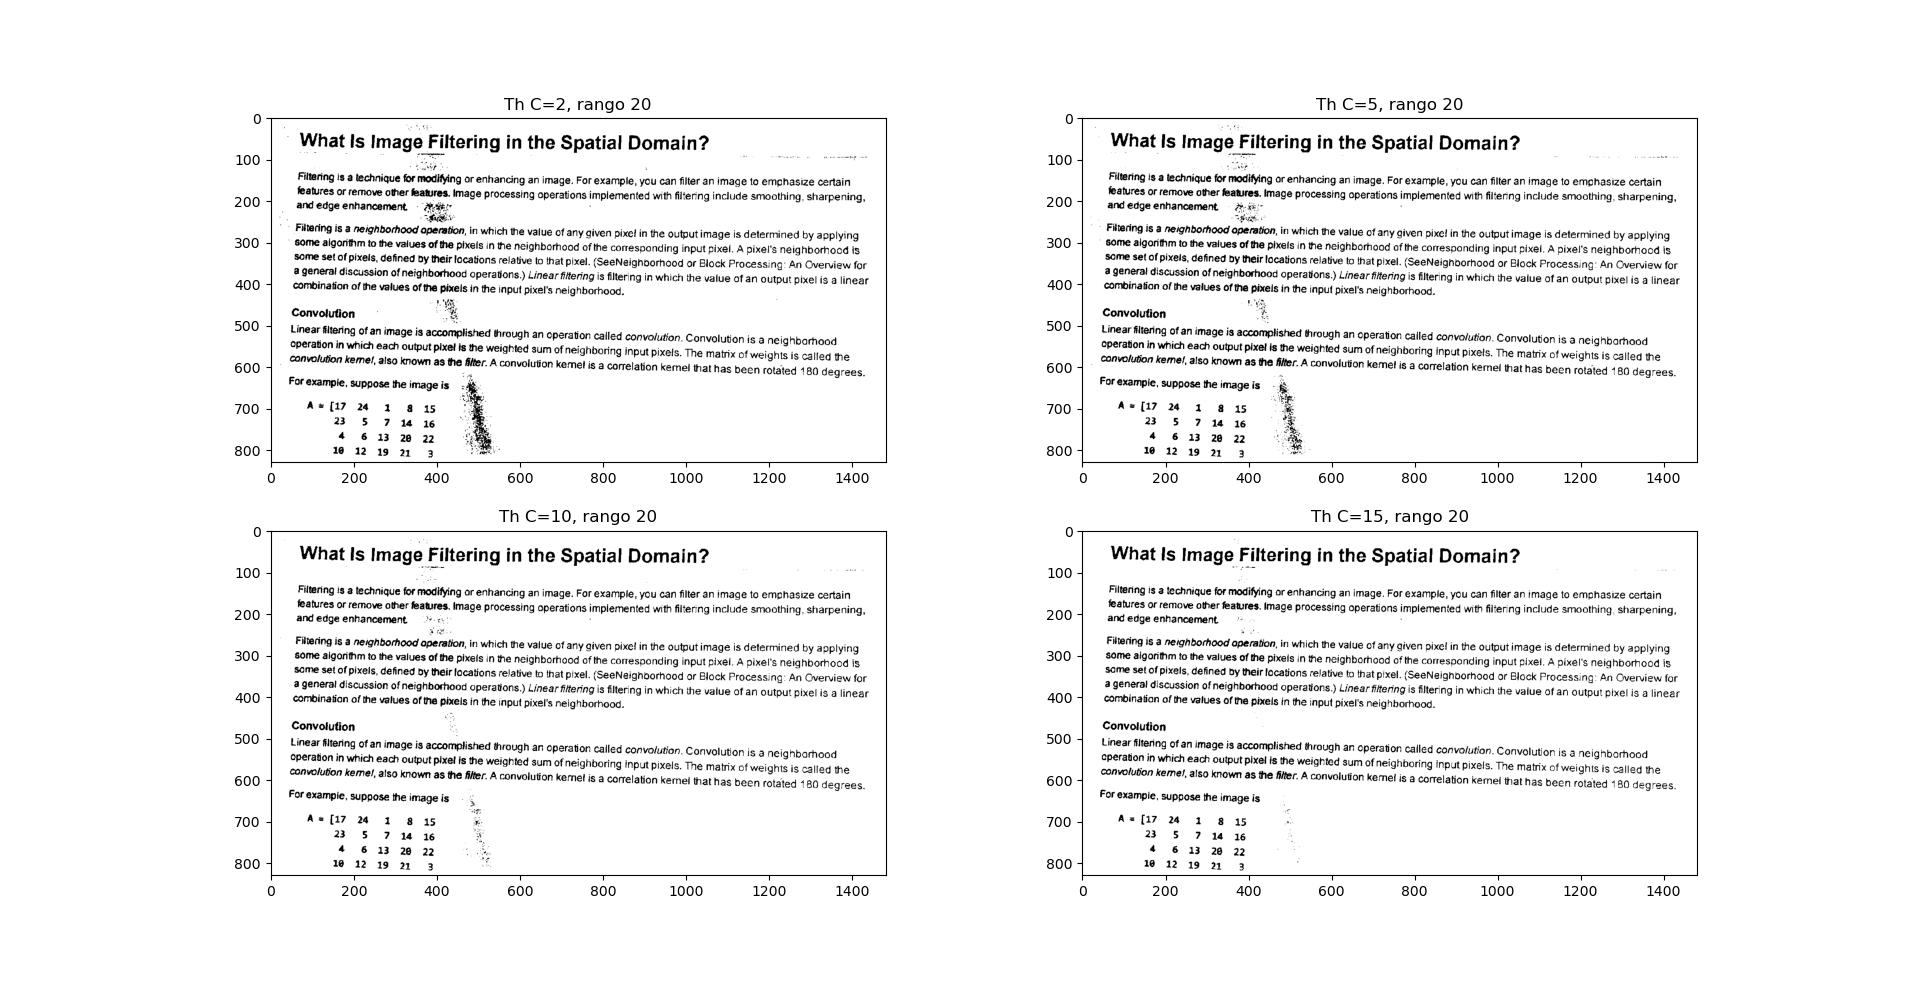 Th C=2, rango 20
0
100
200
300
400
500
600
700
800
What Is Image Filtering in the Spatial Domain?
Filtering is a technique for modifying or enhancing an image. For example, you can filter an image to emphasize certain
features or remove other features. Image processing operations implemented with filtering include smoothing, sharpening,
and edge enhancement.
Filtering is a neighborhood operation, in which the value of any given pixel in the output image is determined by applying
some algorithm to the values of the pixels in the neighborhood of the corresponding input pixel. A pixel's neighborhood is
some set of pixels, defined by their locations relative to that pixel. (SeeNeighborhood or Block Processing: An Overview for
a general discussion of neighborhood operations.) Linear filtering is filtering in which the value of an output pixel is a linear
combination of the values of the pixels in the input pixel's neighborhood.
Convolution
Linear filtering of an image is accomplished through an operation called convolution. Convolution is a neighborhood
operation in which each output pixel is the weighted sum of neighboring input pixels. The matrix of weights is called the
convolution kernel, also known as the filter. A convolution kernel is a correlation kernel that has been rotated 180 degrees.
For example, suppose the image is
A = [17 24 1 8 15
23 5 7 14 16
4 6 13 20 22
10 12 19 21 3
0 200 400 600 800 1000 1200 1400
Th C=5, rango 20
0
100
200
300
400
500
600
700
800
What Is Image Filtering in the Spatial Domain?
Filtering is a technique for modifying or enhancing an image. For example, you can filter an image to emphasize certain
features or remove other features. Image processing operations implemented with filtering include smoothing, sharpening,
and edge enhancement.
Filtering is a neighborhood operation, in which the value of any given pixel in the output image is determined by applying
some algorithm to the values of the pixels in the neighborhood of the corresponding input pixel. A pixel's neighborhood is
some set of pixels, defined by their locations relative to that pixel. (SeeNeighborhood or Block Processing: An Overview for
a general discussion of neighborhood operations.) Linear filtering is filtering in which the value of an output pixel is a linear
combination of the values of the pixels in the input pixel's neighborhood.
Convolution
Linear filtering of an image is accomplished through an operation called convolution. Convolution is a neighborhood
operation in which each output pixel is the weighted sum of neighboring input pixels. The matrix of weights is called the
convolution kernel, also known as the filter. A convolution kernel is a correlation kernel that has been rotated 180 degrees.
For example, suppose the image is
A = [17 24 1 8 15
23 5 7 14 16
4 6 13 20 22
10 12 19 21 3
0 200 400 600 800 1000 1200 1400
Th C=10, rango 20
0
100
200
300
400
500
600
700
800
What Is Image Filtering in the Spatial Domain?
Filtering is a technique for modifying or enhancing an image. For example, you can filter an image to emphasize certain
features or remove other features. Image processing operations implemented with filtering include smoothing, sharpening,
and edge enhancement.
Filtering is a neighborhood operation, in which the value of any given pixel in the output image is determined by applying
some algorithm to the values of the pixels in the neighborhood of the corresponding input pixel. A pixel's neighborhood is
some set of pixels, defined by their locations relative to that pixel. (SeeNeighborhood or Block Processing: An Overview for
a general discussion of neighborhood operations.) Linear filtering is filtering in which the value of an output pixel is a linear
combination of the values of the pixels in the input pixel's neighborhood.
Convolution
Linear filtering of an image is accomplished through an operation called convolution. Convolution is a neighborhood
operation in which each output pixel is the weighted sum of neighboring input pixels. The matrix of weights is called the
convolution kernel, also known as the filter. A convolution kernel is a correlation kernel that has been rotated 180 degrees.
For example, suppose the image is
A = [17 24 1 8 15
23 5 7 14 16
4 6 13 20 22
10 12 19 21 3
0 200 400 600 800 1000 1200 1400
Th C=15, rango 20
0
100
200
300
400
500
600
700
800
What Is Image Filtering in the Spatial Domain?
Filtering is a technique for modifying or enhancing an image. For example, you can filter an image to emphasize certain
features or remove other features. Image processing operations implemented with filtering include smoothing, sharpening,
and edge enhancement.
Filtering is a neighborhood operation, in which the value of any given pixel in the output image is determined by applying
some algorithm to the values of the pixels in the neighborhood of the corresponding input pixel. A pixel's neighborhood is
some set of pixels, defined by their locations relative to that pixel. (SeeNeighborhood or Block Processing: An Overview for
a general discussion of neighborhood operations.) Linear filtering is filtering in which the value of an output pixel is a linear
combination of the values of the pixels in the input pixel's neighborhood.
Convolution
Linear filtering of an image is accomplished through an operation called convolution. Convolution is a neighborhood
operation in which each output pixel is the weighted sum of neighboring input pixels. The matrix of weights is called the
convolution kernel, also known as the filter. A convolution kernel is a correlation kernel that has been rotated 180 degrees.
For example, suppose the image is
A = [17 24 1 8 15
23 5 7 14 16
4 6 13 20 22
10 12 19 21 3
0 200 400 600 800 1000 1200 1400